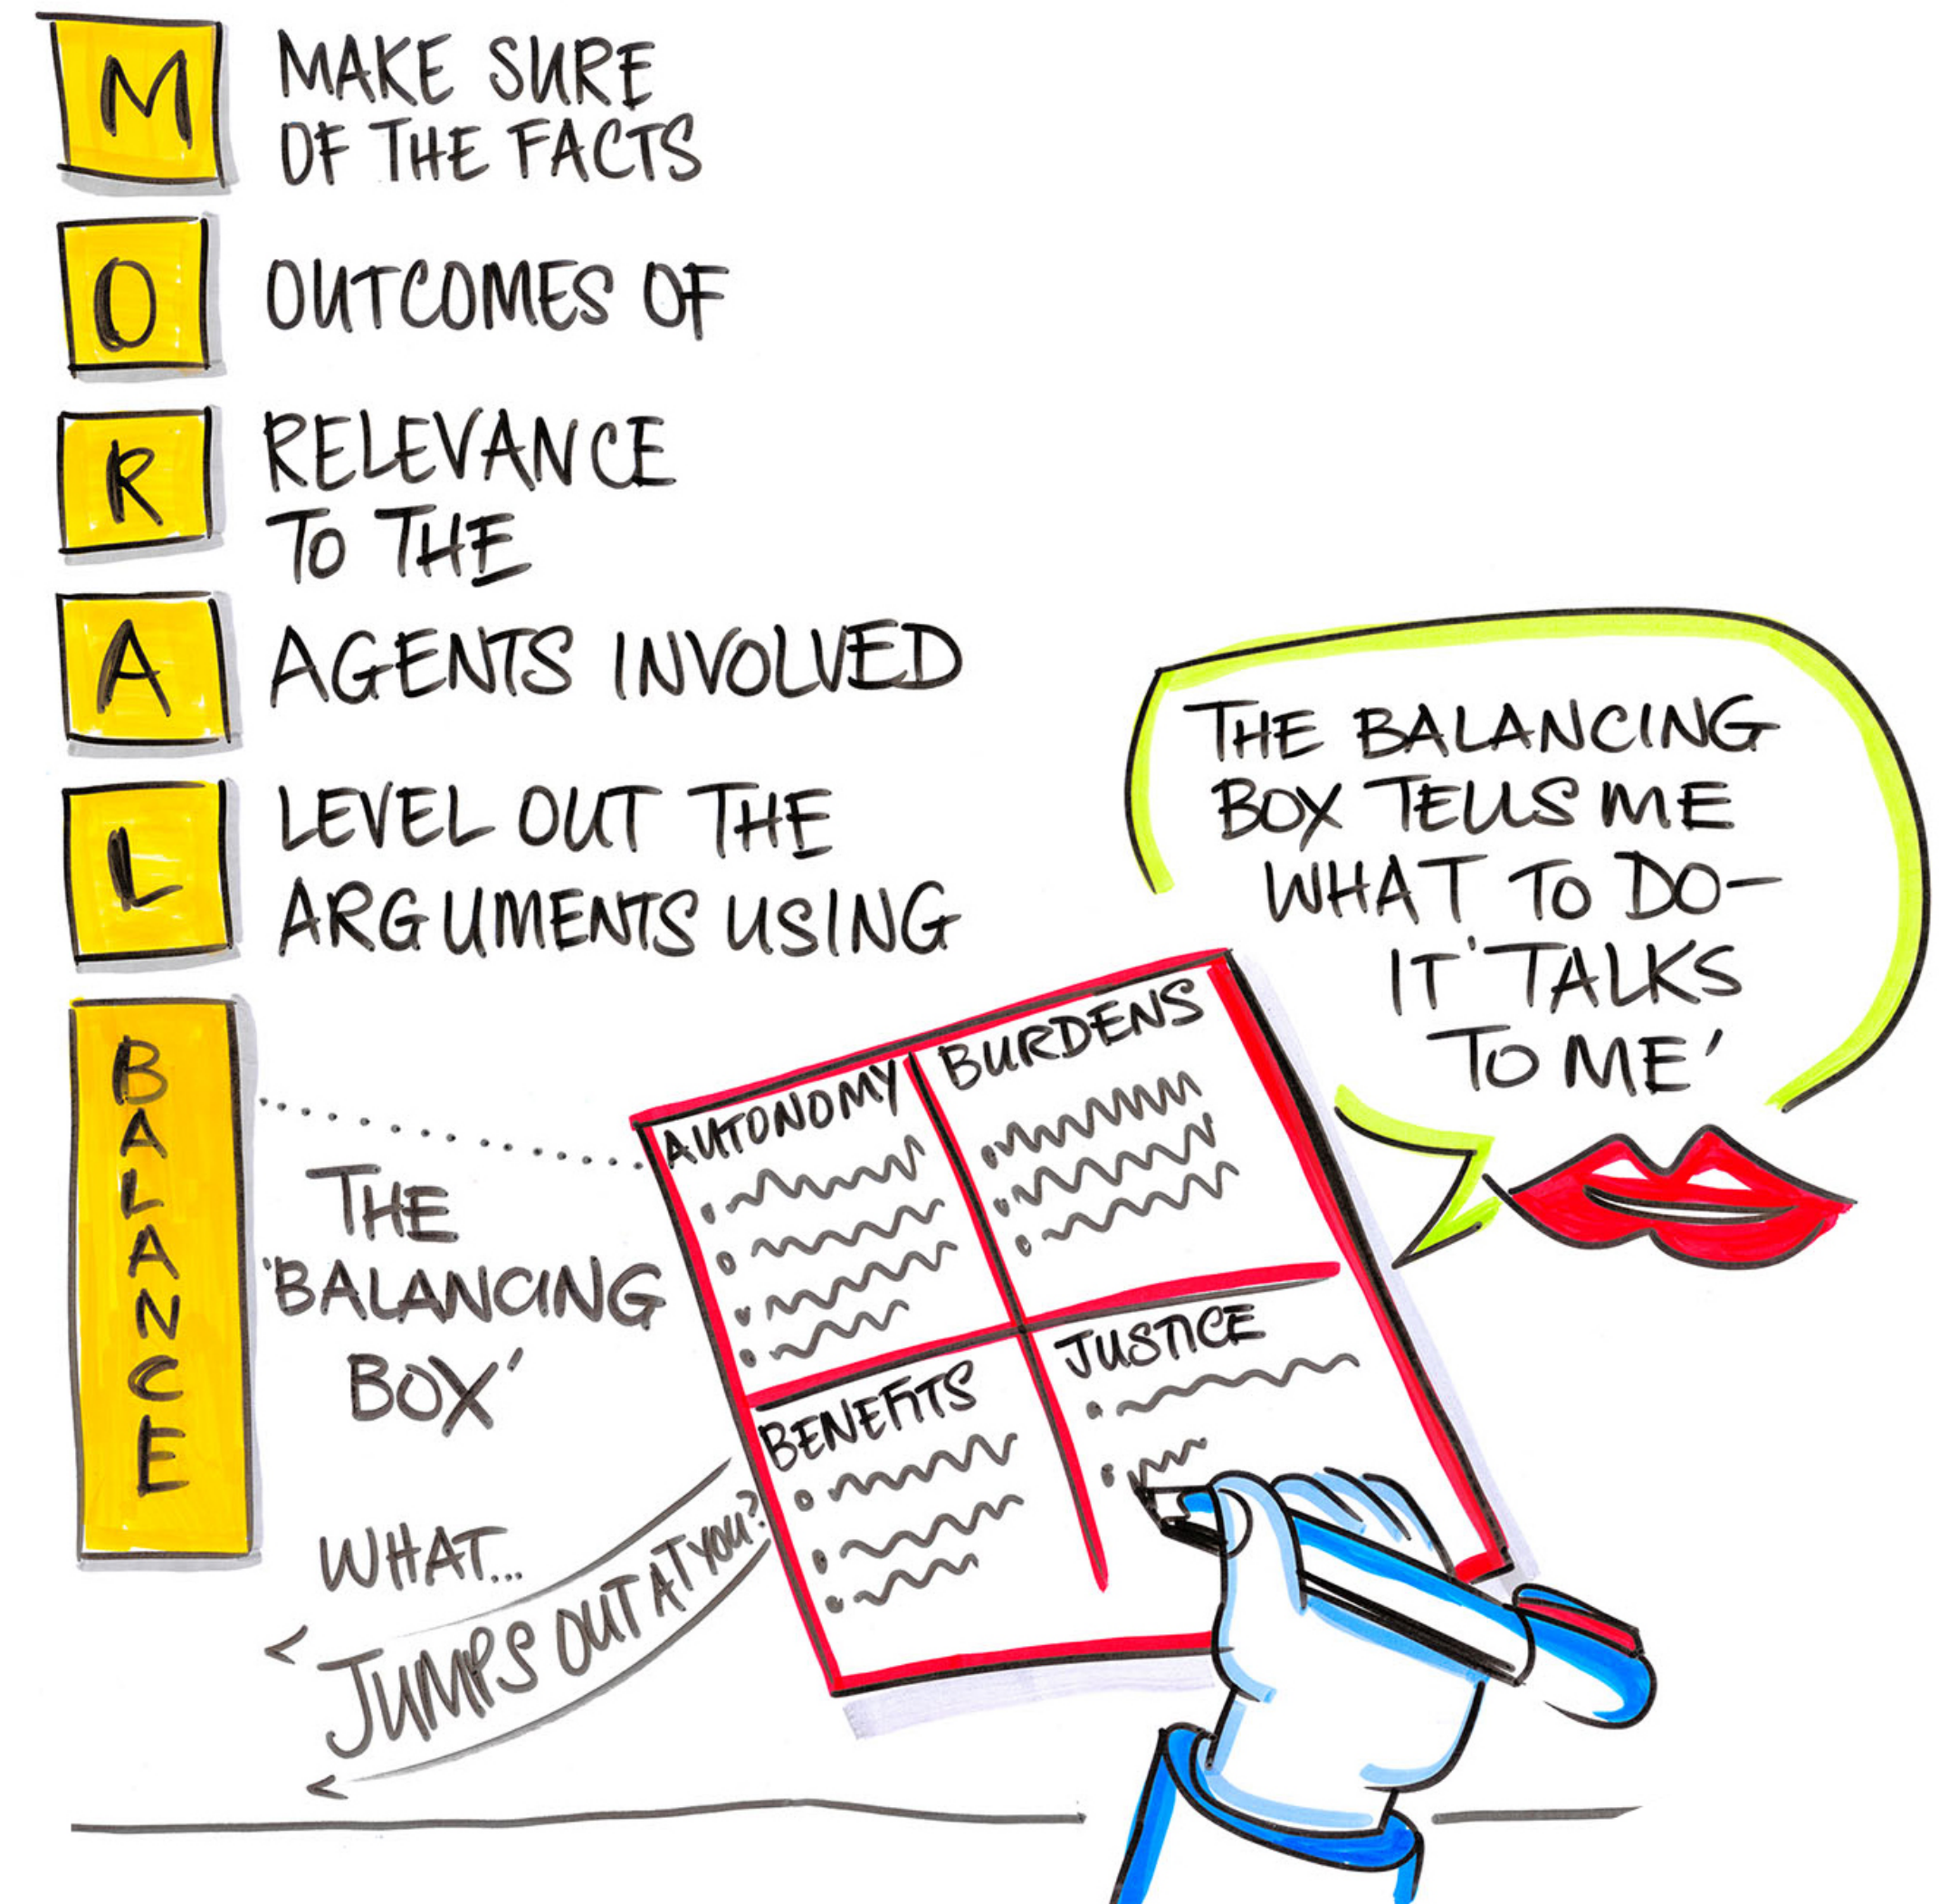 M
MAKE SURE
OF THE FACTS
O
OUTCOMES OF
R
RELEVANCE
TO THE
A
AGENTS INVOLVED
L
LEVEL OUT THE
ARGUMENTS USING
BALANCE
THE
'BALANCING
BOX'
AUTONOMY
BURDENS
BENEFITS
JUSTICE
WHAT...
JUMPS OUT AT YOU?
THE BALANCING
BOX TELLS ME
WHAT TO DO-
IT 'TALKS
TO ME'